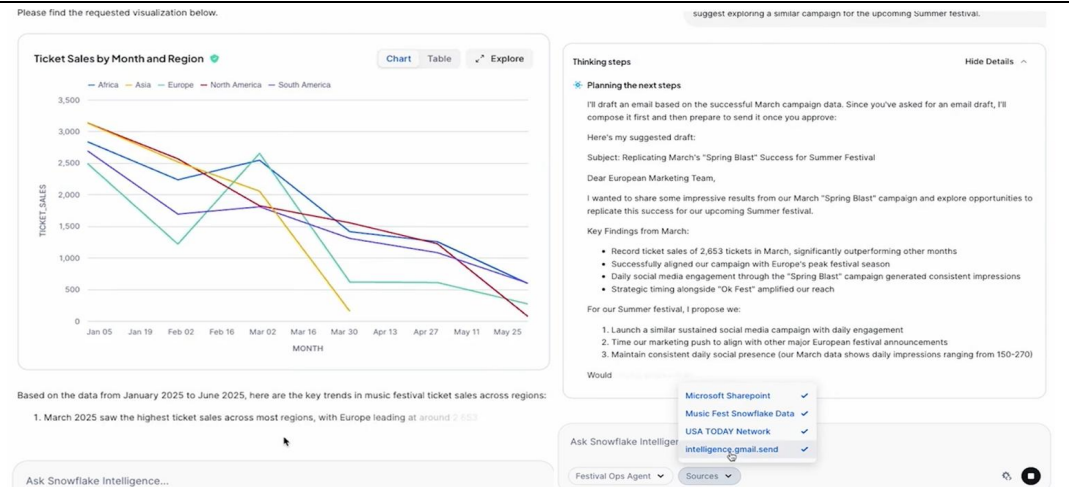 Please find the requested visualization below.
Ticket Sales by Month and Region
Chart
Table
Explore
Africa
Asia
Europe
North America
South America
3,500
3,000
2,500
2,000
1,500
1,000
500
0
TICKET_SALES
Jan 05
Jan 19
Feb 02
Feb 16
Mar 02
Mar 16
Mar 30
Apr 13
Apr 27
May 11
May 25
MONTH
Based on the data from January 2025 to June 2025, here are the key trends in music festival ticket sales across regions:
1. March 2025 saw the highest ticket sales across most regions, with Europe leading at around 2,653
Ask Snowflake Intelligence...
suggest exploring a similar campaign for the upcoming Summer festival.
Thinking steps
Hide Details
Planning the next steps
I'll draft an email based on the successful March campaign data. Since you've asked for an email draft, I'll
compose it first and then prepare to send it once you approve:
Here's my suggested draft:
Subject: Replicating March's "Spring Blast" Success for Summer Festival
Dear European Marketing Team,
I wanted to share some impressive results from our March "Spring Blast" campaign and explore opportunities to
replicate this success for our upcoming Summer festival.
Key Findings from March:
• Record ticket sales of 2,653 tickets in March, significantly outperforming other months
• Successfully aligned our campaign with Europe's peak festival season
• Daily social media engagement through the "Spring Blast" campaign generated consistent impressions
• Strategic timing alongside "Ok Fest" amplified our reach
For our Summer festival, I propose we:
1. Launch a similar sustained social media campaign with daily engagement
2. Time our marketing push to align with other major European festival announcements
3. Maintain consistent daily social presence (our March data shows daily impressions ranging from 150-270)
Would
Microsoft Sharepoint
Music Fest Snowflake Data
USA TODAY Network
intelligence.gmail.send
Ask Snowflake Intelliger
Festival Ops Agent
Sources